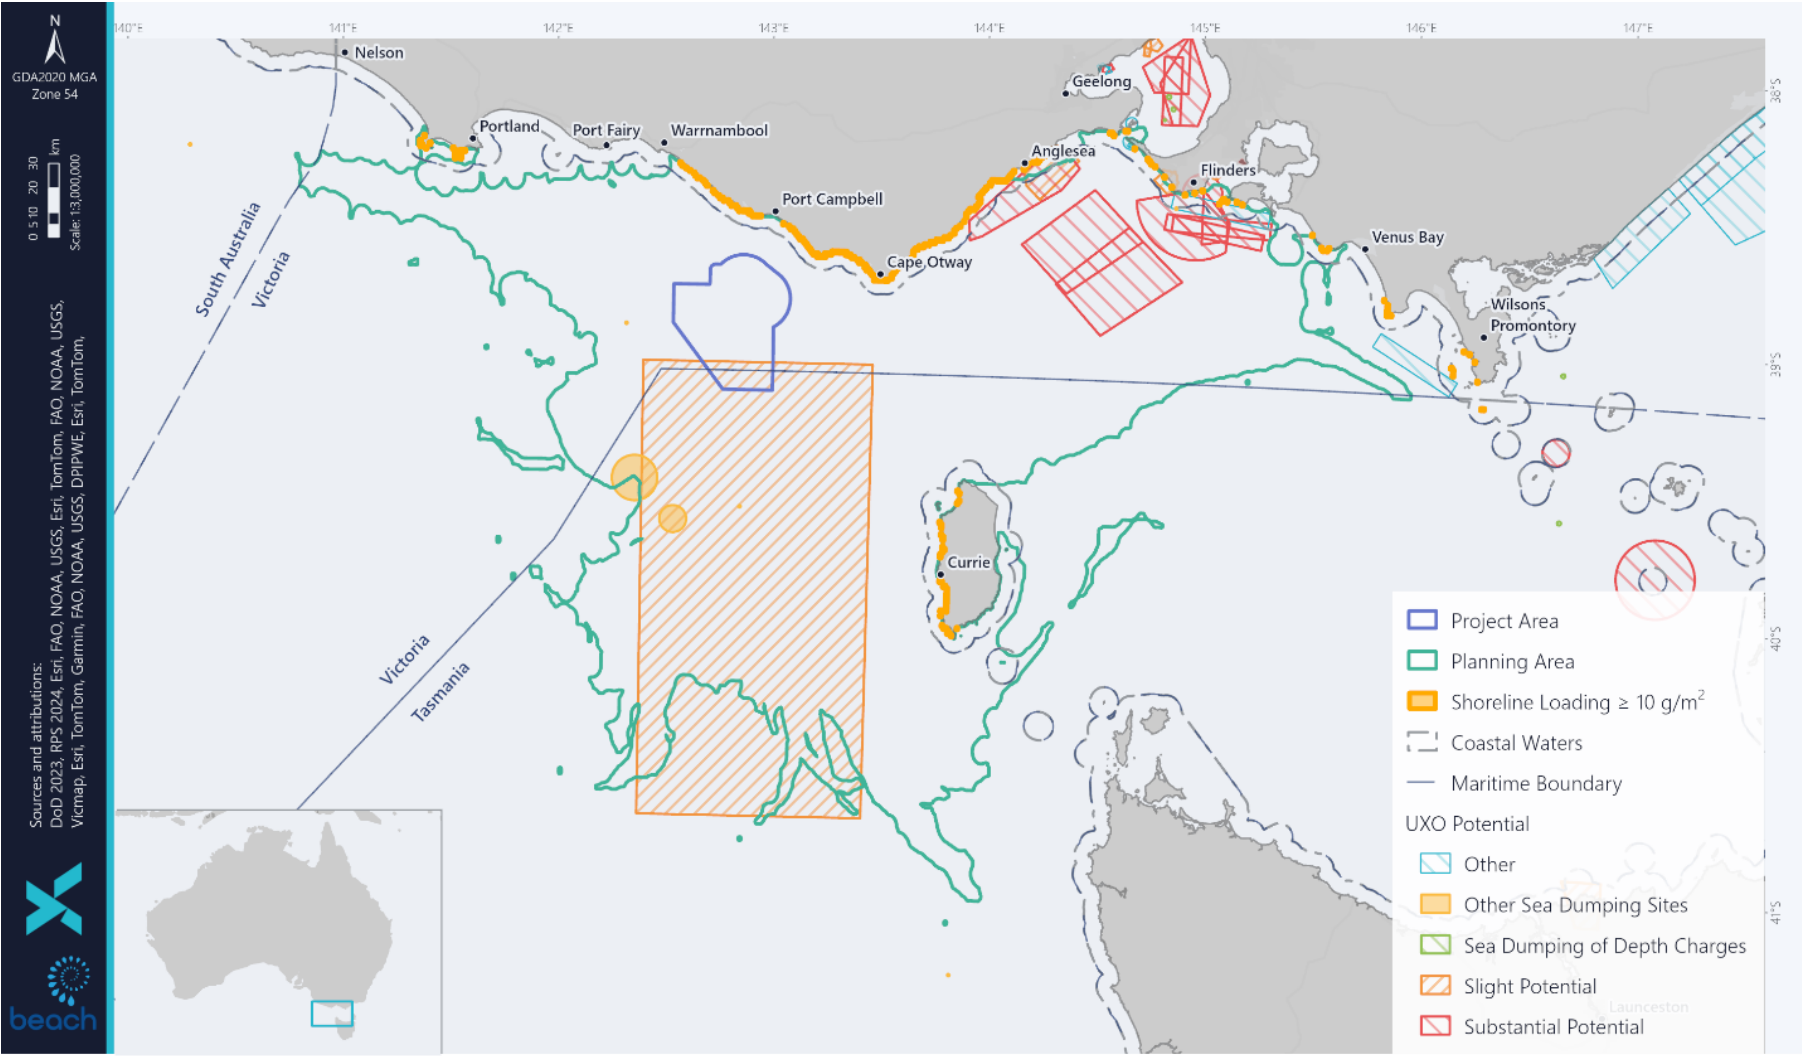 N
GDA2020 MGA
Zone 54
0 5 10 20 30 km
Scale: 1:3,000,000
Sources and attributions:
DoD 2023, RPS 2024, Esri, FAO, NOAA, USGS, Esri, TomTom, FAO, NOAA, USGS,
Vicmap, Esri, TomTom, Garmin, FAO, NOAA, USGS, DPIPWE, Esri, TomTom,
beach
140°E
141°E
142°E
143°E
144°E
145°E
146°E
147°E
38°S
39°S
40°S
41°S
Nelson
Portland
Port Fairy
Warrnambool
Geelong
Anglesea
Flinders
Port Campbell
Cape Otway
Venus Bay
Wilsons
Promontory
South Australia
Victoria
Currie
Victoria
Tasmania
Project Area
Planning Area
Shoreline Loading ≥ 10 g/m²
Coastal Waters
Maritime Boundary
UXO Potential
Other
Other Sea Dumping Sites
Sea Dumping of Depth Charges
Slight Potential
Launceston
Substantial Potential